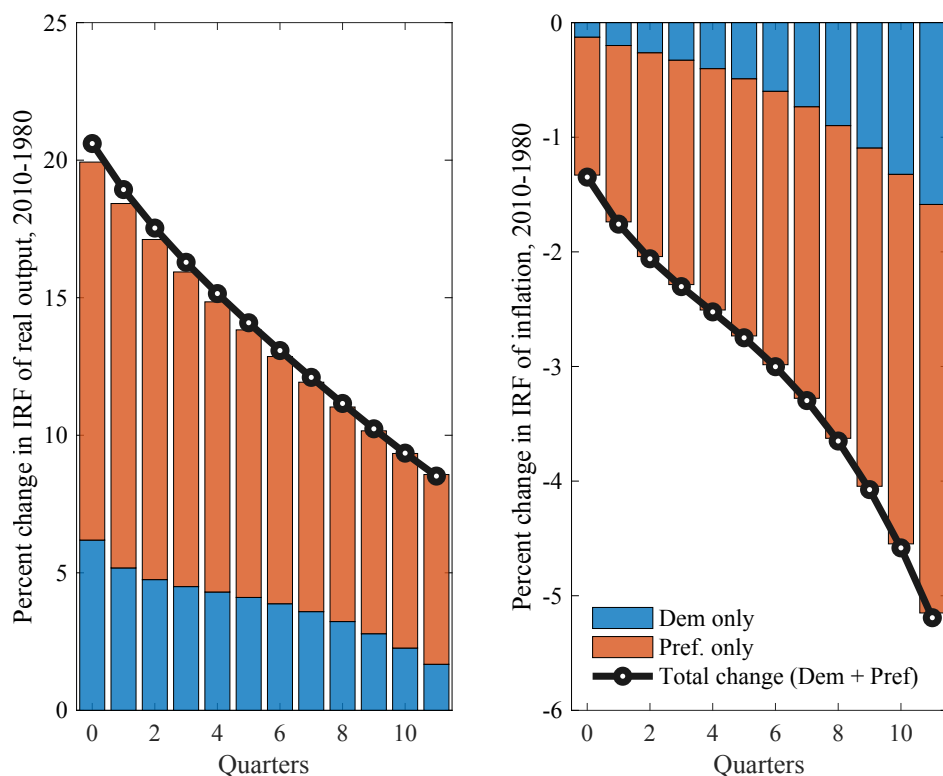 Percent change in IRF of real output, 2010-1980
25
20
15
10
5
0
0 2 4 6 8 10
Quarters
Percent change in IRF of inflation, 2010-1980
0
-1
-2
-3
-4
-5
-6
Dem only
Pref. only
Total change (Dem + Pref)
0 2 4 6 8 10
Quarters